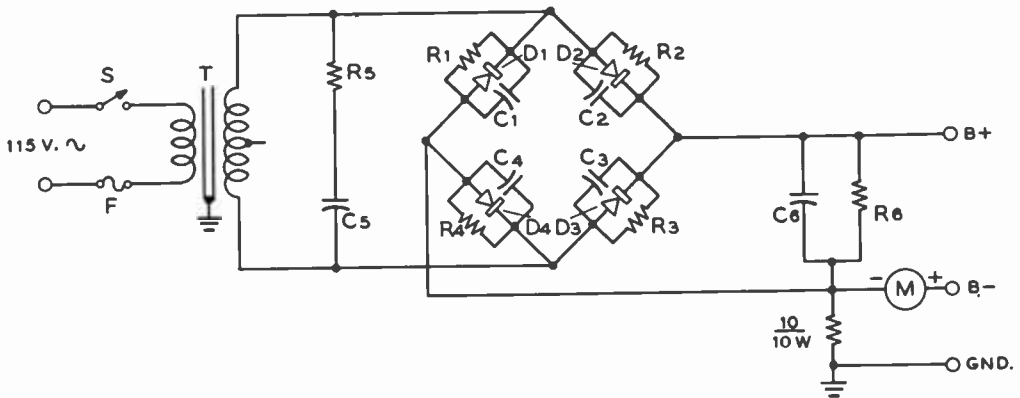 S
T
115 V. ~
F
R5
C5
R1
D1
C1
D2
R2
C2
C4
R4
D4
C3
D3
R3
C6
R6
B+
-
M
+
B-
10
10 W
GND.